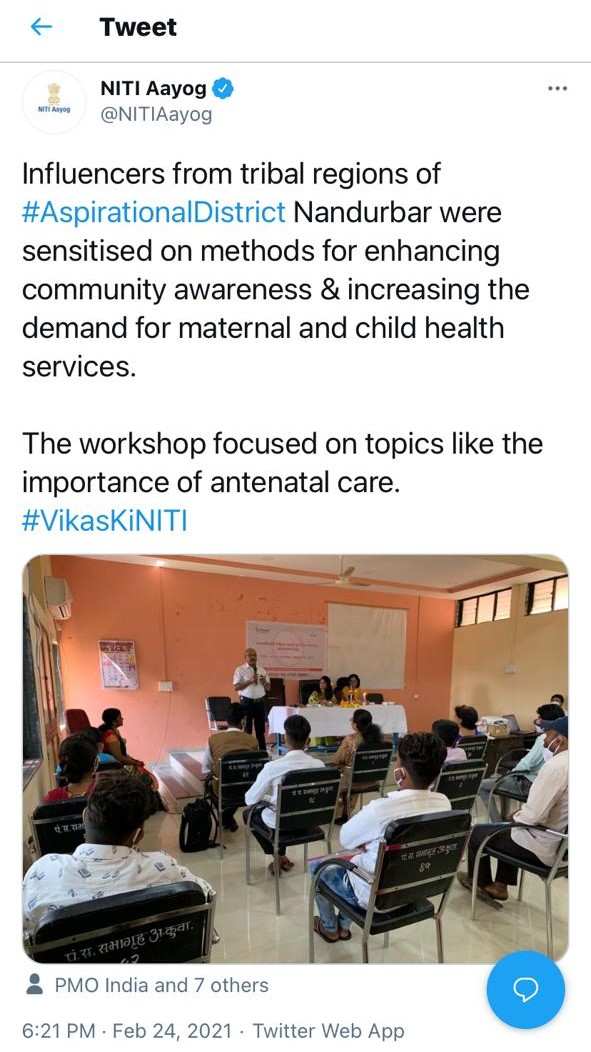 Tweet
NITI Aayog
NITI Aayog
@NITIAayog
Influencers from tribal regions of
#AspirationalDistrict Nandurbar were
sensitised on methods for enhancing
community awareness & increasing the
demand for maternal and child health
services.
The workshop focused on topics like the
importance of antenatal care.
#VikasKiNITI
पं.स. सभागृह अ.कुवा.
पं.स. सभागृह अ.कुवा.
PMO India and 7 others
6:21 PM · Feb 24, 2021 · Twitter Web App